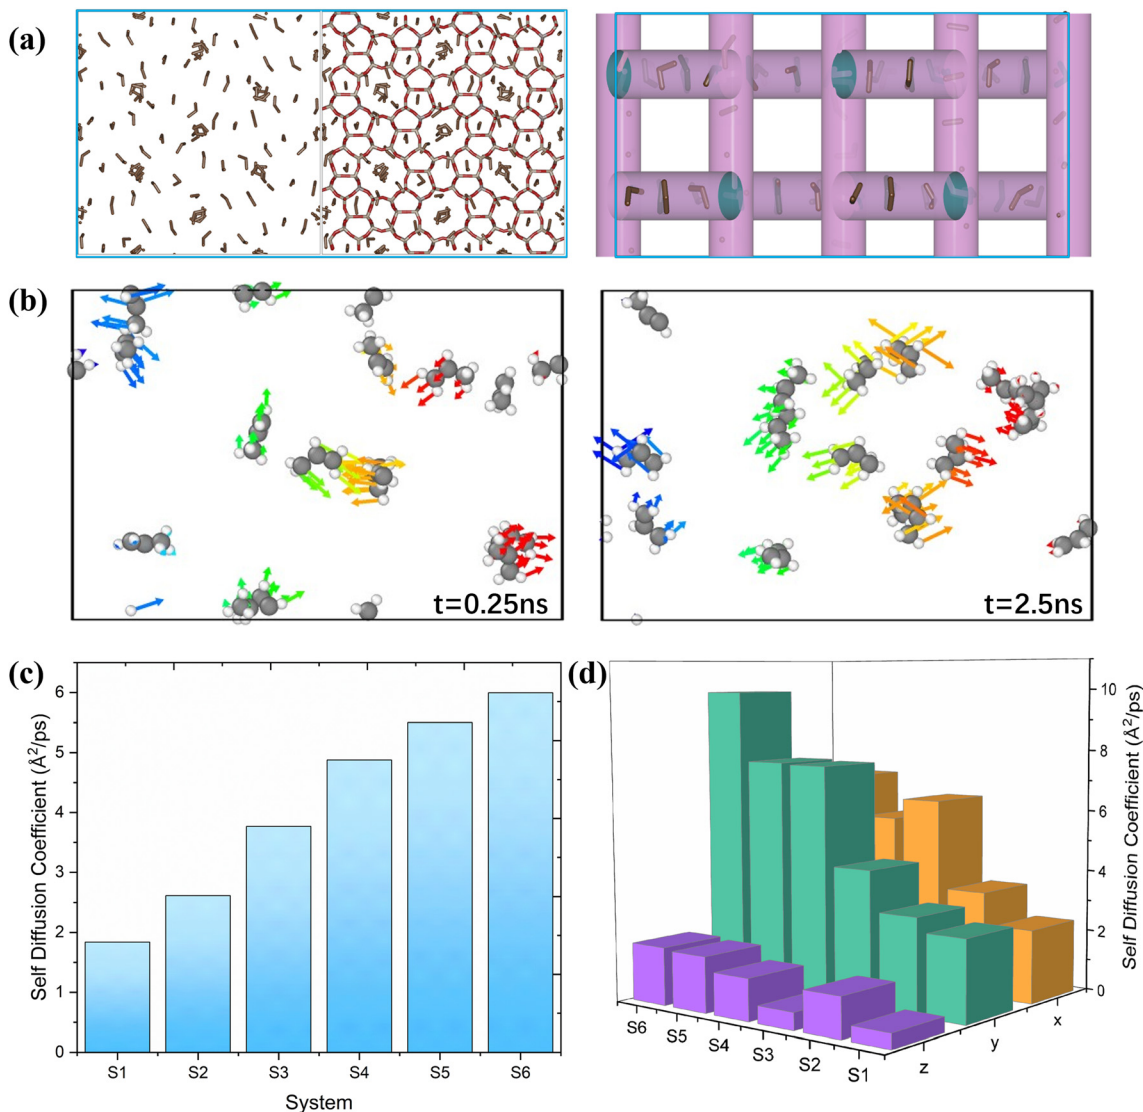 (a)
(b)
t=0.25ns
t=2.5ns
(c)
Self Diffusion Coefficient (Å²/ps)
6
5
4
3
2
1
0
S1 S2 S3 S4 S5 S6
System
(d)
10
8
6
4
2
0
Self Diffusion Coefficient (Å²/ps)
S6 S5 S4 S3 S2 S1
z y x